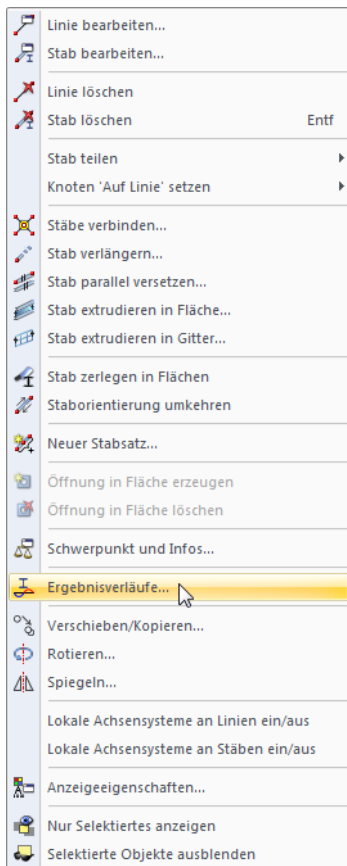 Linie bearbeiten...
Stab bearbeiten...
Linie löschen
Stab löschen Entf
Stab teilen
Knoten 'Auf Linie' setzen
Stäbe verbinden...
Stab verlängern...
Stab parallel versetzen...
Stab extrudieren in Fläche...
Stab extrudieren in Gitter...
Stab zerlegen in Flächen
Staborientierung umkehren
Neuer Stabsatz...
Öffnung in Fläche erzeugen
Öffnung in Fläche löschen
Schwerpunkt und Infos...
Ergebnisverläufe...
Verschieben/Kopieren...
Rotieren...
Spiegeln...
Lokale Achsensysteme an Linien ein/aus
Lokale Achsensysteme an Stäben ein/aus
Anzeigeeigenschaften...
Nur Selektiertes anzeigen
Selektierte Objekte ausblenden